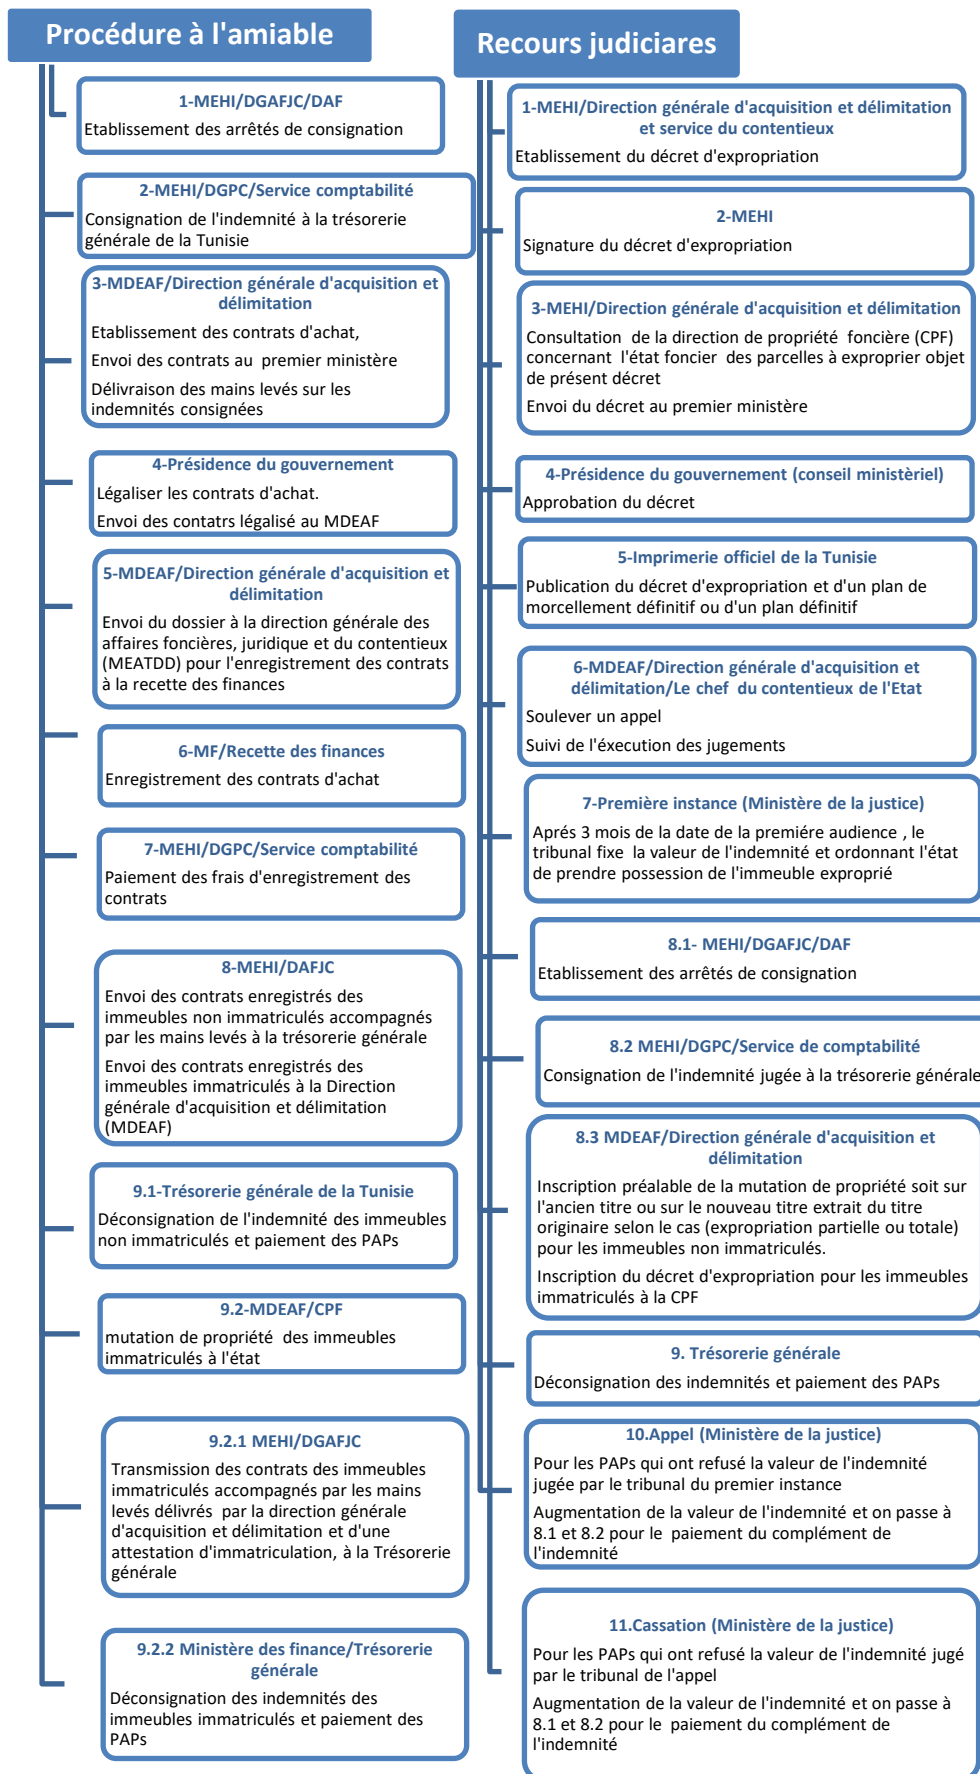 Procédure à l'amiable
1-MEHI/DGAFJC/DAF
Etablissement des arrêtés de consignation
2-MEHI/DGPC/Service comptabilité
Consignation de l'indemnité à la trésorerie
générale de la Tunisie
3-MDEAF/Direction générale d'acquisition et
délimitation
Etablissement des contrats d'achat,
Envoi des contrats au premier ministère
Délivraison des mains levés sur les
indemnités consignées
4-Présidence du gouvernement
Légaliser les contrats d'achat.
Envoi des contatrs légalisé au MDEAF
5-MDEAF/Direction générale d'acquisition et
délimitation
Envoi du dossier à la direction générale des
affaires foncières, juridique et du contentieux
(MEATDD) pour l'enregistrement des contrats
à la recette des finances
6-MF/Recette des finances
Enregistrement des contrats d'achat
7-MEHI/DGPC/Service comptabilité
Paiement des frais d'enregistrement des
contrats
8-MEHI/DAFJC
Envoi des contrats enregistrés des
immeubles non immatriculés accompagnés
par les mains levés à la trésorerie générale
Envoi des contrats enregistrés des
immeubles immatriculés à la Direction
générale d'acquisition et délimitation
(MDEAF)
9.1-Trésorerie générale de la Tunisie
Déconsignation de l'indemnité des immeubles
non immatriculés et paiement des PAPs
9.2-MDEAF/CPF
mutation de propriété des immeubles
immatriculés à l'état
9.2.1 MEHI/DGAFJC
Transmission des contrats des immeubles
immatriculés accompagnés par les mains
levés délivrés par la direction générale
d'acquisition et délimitation et d'une
attestation d'immatriculation, à la Trésorerie
générale
9.2.2 Ministère des finance/Trésorerie
générale
Déconsignation des indemnités des
immeubles immatriculés et paiement des
PAPs
Recours judiciares
1-MEHI/Direction générale d'acquisition et délimitation
et service du contentieux
Etablissement du décret d'expropriation
2-MEHI
Signature du décret d'expropriation
3-MEHI/Direction générale d'acquisition et délimitation
Consultation de la direction de propriété foncière (CPF)
concernant l'état foncier des parcelles à exproprier objet
de présent décret
Envoi du décret au premier ministère
4-Présidence du gouvernement (conseil ministèriel)
Approbation du décret
5-Imprimerie officiel de la Tunisie
Publication du décret d'expropriation et d'un plan de
morcellement définitif ou d'un plan définitif
6-MDEAF/Direction générale d'acquisition et
délimitation/Le chef du contentieux de l'Etat
Soulever un appel
Suivi de l'éxecution des jugements
7-Première instance (Ministère de la justice)
Aprés 3 mois de la date de la premiére audience , le
tribunal fixe la valeur de l'indemnité et ordonnant l'état
de prendre possession de l'immeuble exproprié
8.1- MEHI/DGAFJC/DAF
Etablissement des arrêtés de consignation
8.2 MEHI/DGPC/Service de comptabilité
Consignation de l'indemnité jugée à la trésorerie générale
8.3 MDEAF/Direction générale d'acquisition et
délimitation
Inscription préalable de la mutation de propriété soit sur
l'ancien titre ou sur le nouveau titre extrait du titre
originaire selon le cas (expropriation partielle ou totale)
pour les immeubles non immatriculés.
Inscription du décret d'expropriation pour les immeubles
immatriculés à la CPF
9. Trésorerie générale
Déconsignation des indemnités et paiement des PAPs
10.Appel (Ministère de la justice)
Pour les PAPs qui ont refusé la valeur de l'indemnité
jugée par le tribunal du premier instance
Augmentation de la valeur de l'indemnité et on passe à
8.1 et 8.2 pour le paiement du complément de
l'indemnité
11.Cassation (Ministère de la justice)
Pour les PAPs qui ont refusé la valeur de l'indemnité jugé
par le tribunal de l'appel
Augmentation de la valeur de l'indemnité et on passe à
8.1 et 8.2 pour le paiement du complément de
l'indemnité